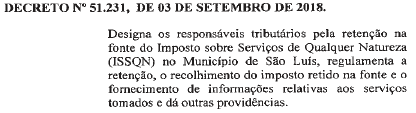 DECRETO Nº 51.231, DE 03 DE SETEMBRO DE 2018.
Designa os responsáveis tributários pela retenção na
fonte do Imposto sobre Serviços de Qualquer Natureza
(ISSQN) no Município de São Luís, regulamenta a
retenção, o recolhimento do imposto retido na fonte e o
fornecimento de informações relativas aos serviços
tomados e dá outras providências.